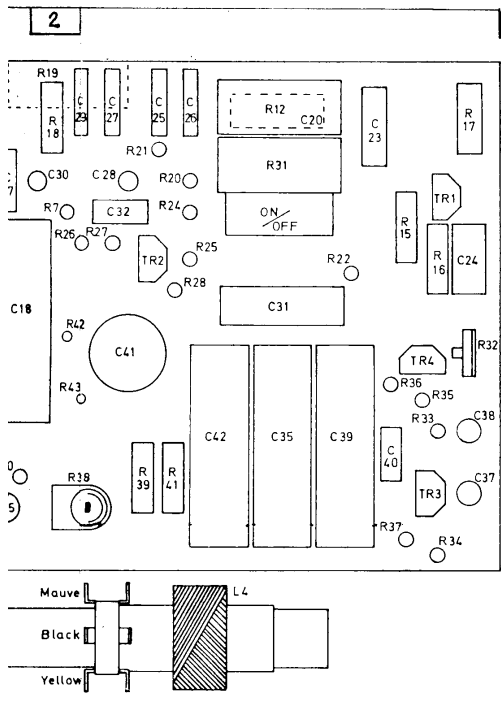 2
R19
C 29
C 27
C 25
C 26
R12
C20
C 23
R 17
R 18
R21
R31
C30
C28
R20
TR1
R7
C32
R24
ON/OFF
R 15
R26
R27
TR2
R25
R 16
C24
R22
R28
C18
C31
R42
C41
R32
TR4
R36
R43
R35
R33
C38
C42
C35
C39
C 40
R 39
R 41
R38
C37
TR3
R37
R34
Mauve
L4
Black
Yellow